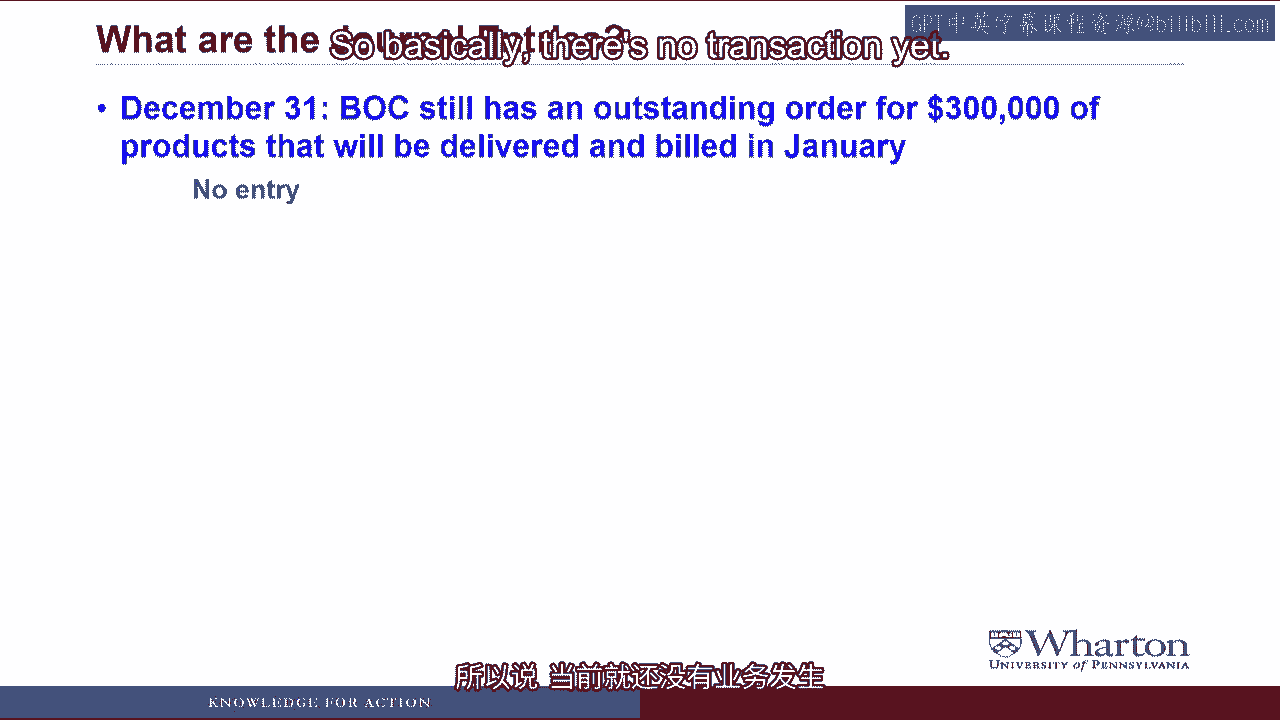 What are the Journal Entries?
So basically, there's no transaction yet.
GPT中英字幕课程资源@bilibili.com
• December 31: BOC still has an outstanding order for $300,000 of
products that will be delivered and billed in January
No entry
Wharton
UNIVERSITY of PENNSYLVANIA
所以说 当前就还没有业务发生
KNOWLEDGE FOR ACTION